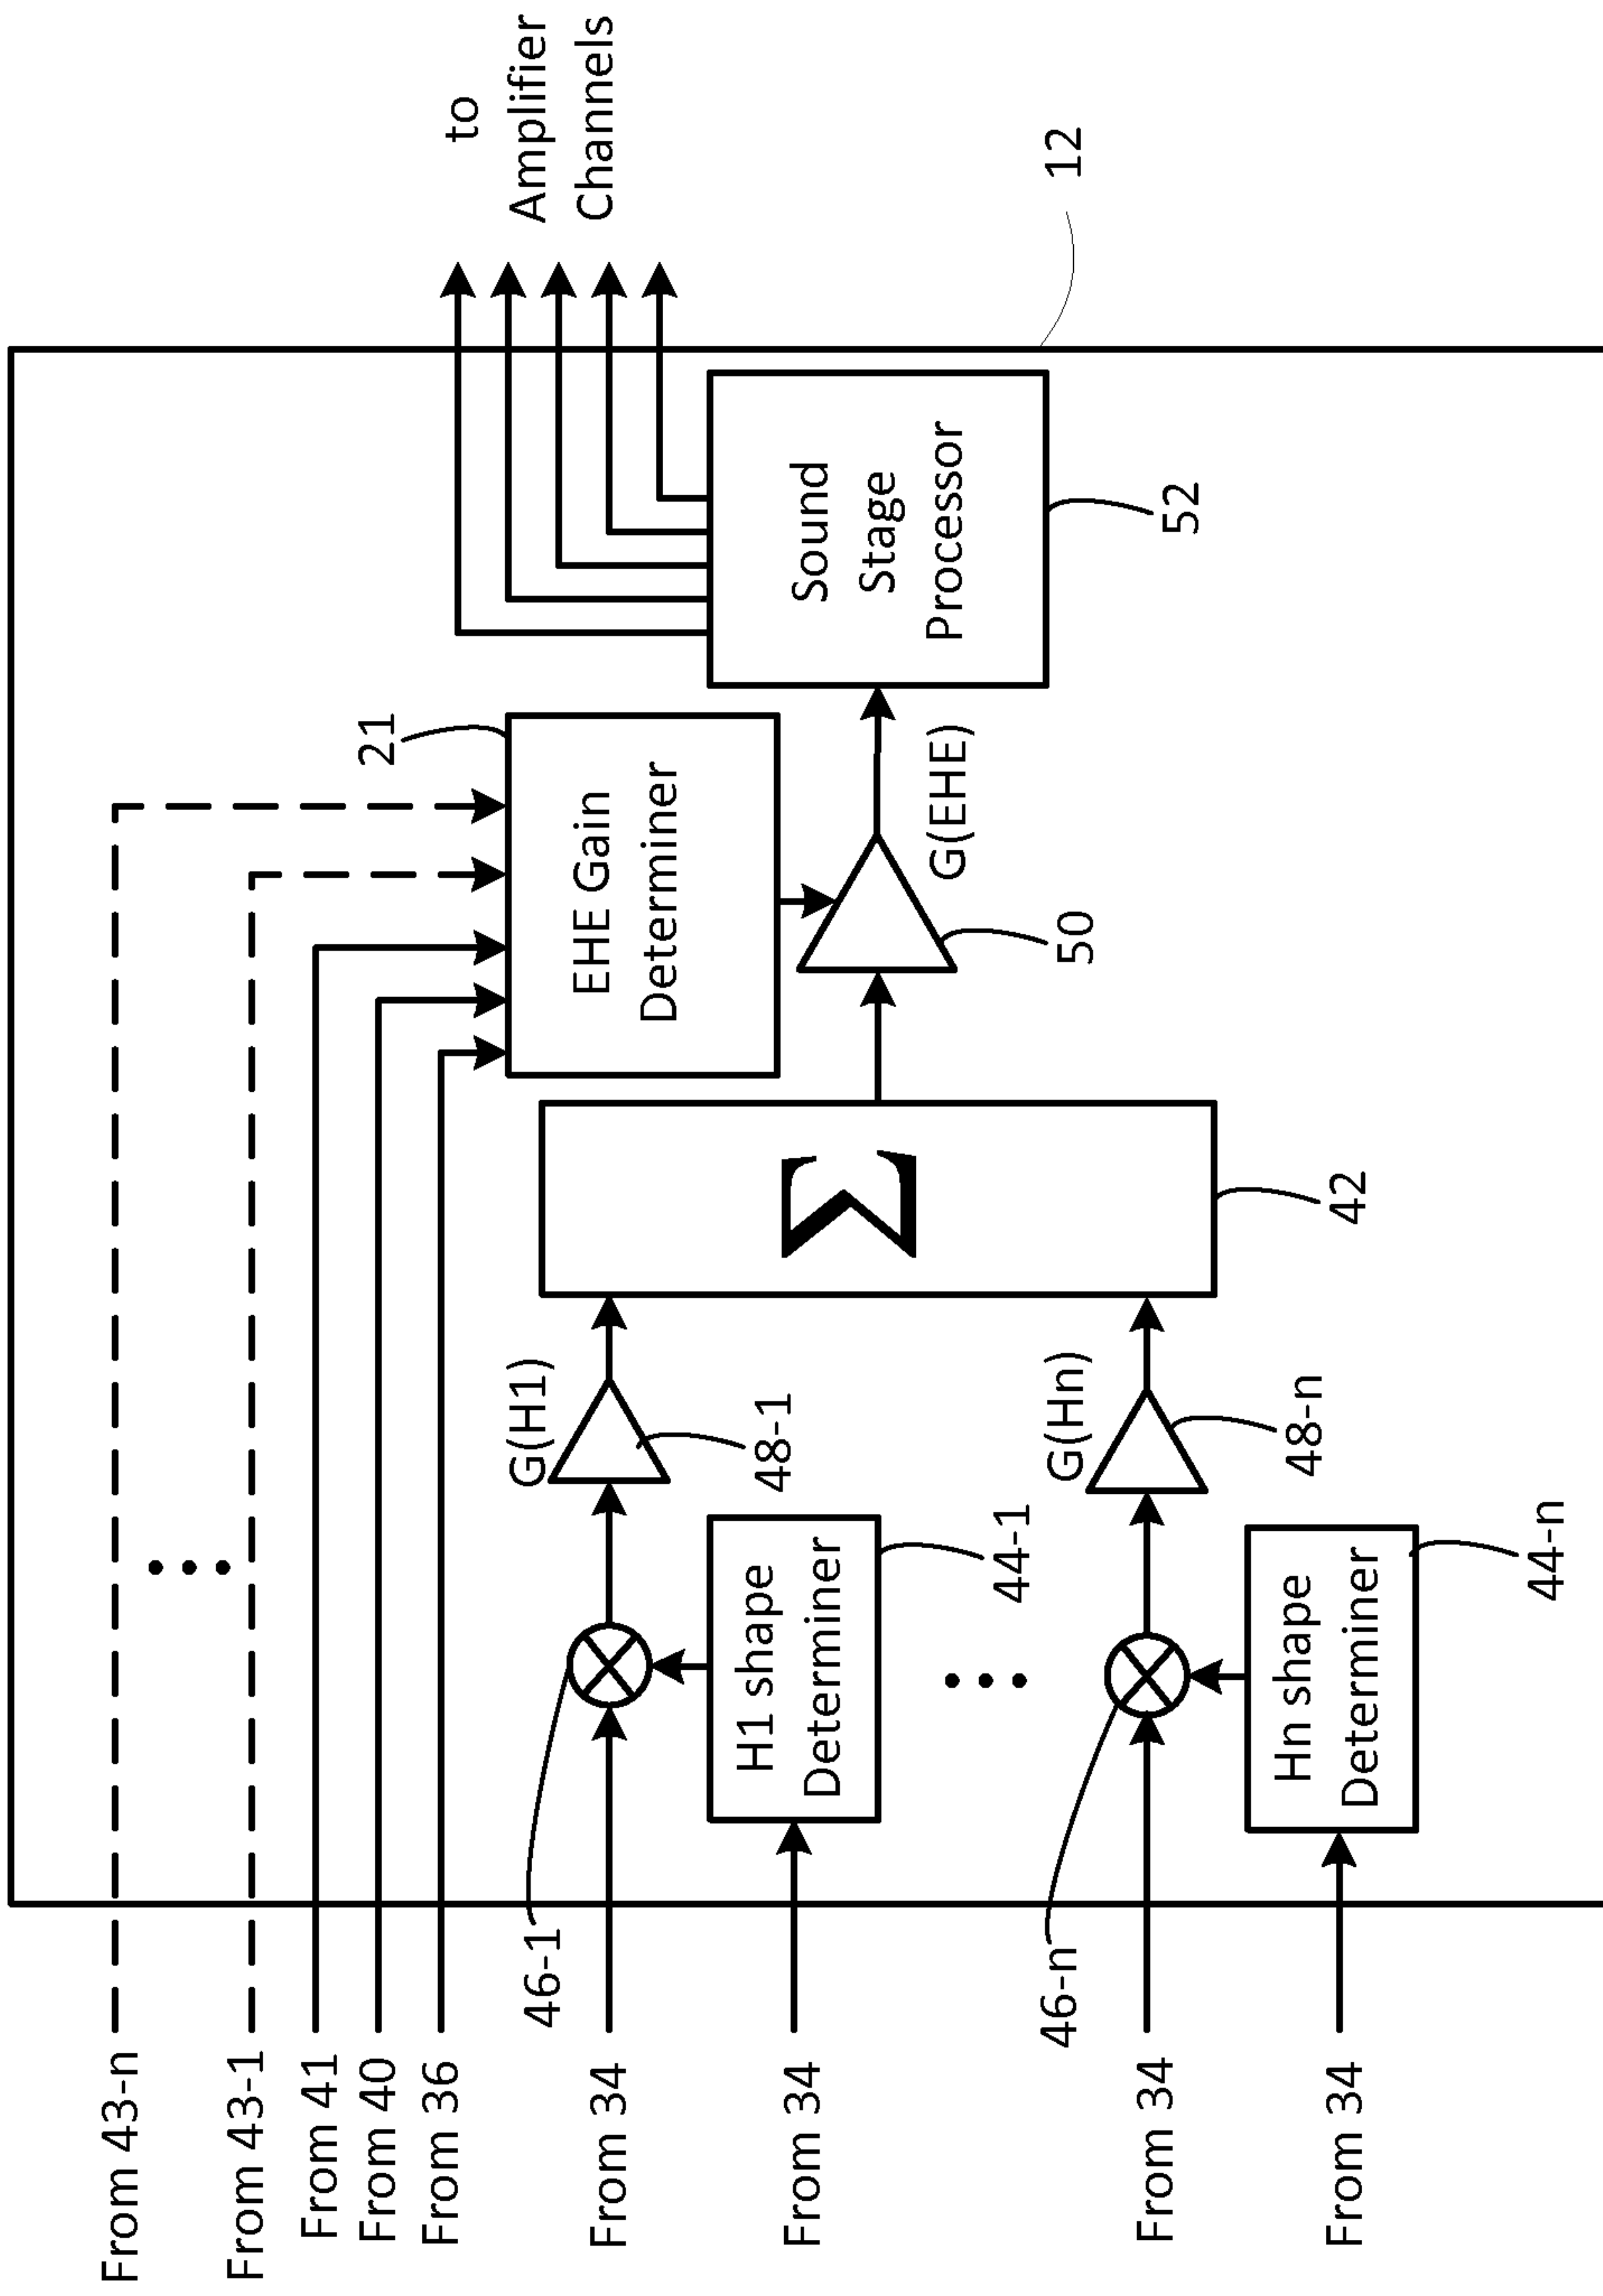 From 43-n
From 43-1
From 41
From 40
From 36
From 34
From 34
From 34
From 34
46-1
46-n
H1 shape
Determiner
44-1
Hn shape
Determiner
44-n
G(H1)
48-1
G(Hn)
48-n
Σ
42
EHE Gain
Determiner
21
G(EHE)
50
Sound
Stage
Processor
52
to
Amplifier
Channels
12